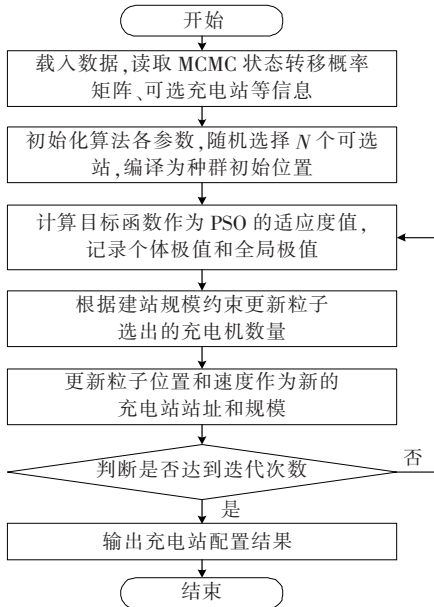 开始
载入数据,读取 MCMC 状态转移概率
矩阵、可选充电站等信息
初始化算法各参数,随机选择 N 个可选
站,编译为种群初始位置
计算目标函数作为 PSO 的适应度值,
记录个体极值和全局极值
根据建站规模约束更新粒子
选出的充电机数量
更新粒子位置和速度作为新的
充电站站址和规模
判断是否达到迭代次数
否
是
输出充电站配置结果
结束